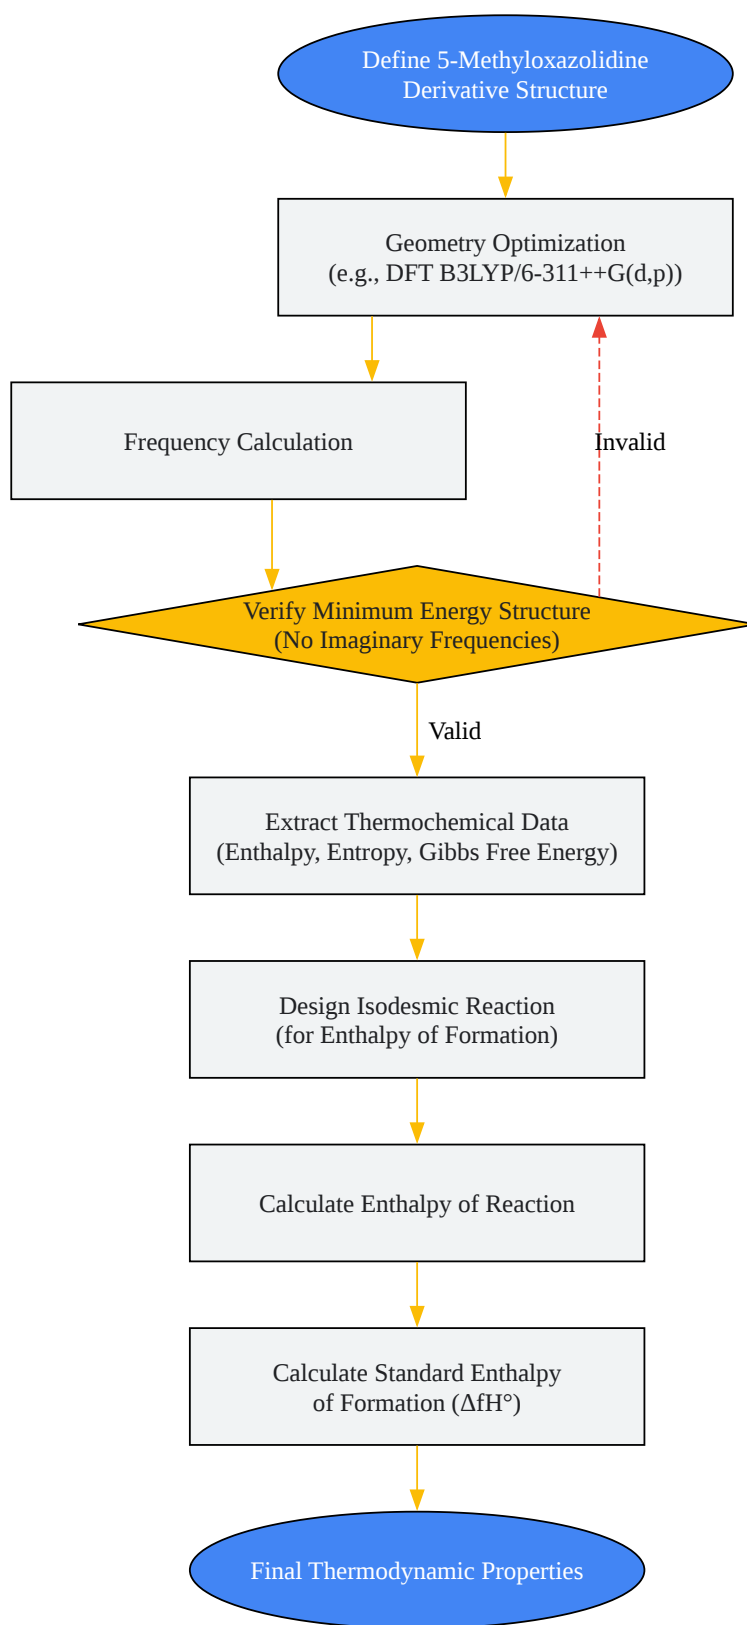 Define 5-Methyloxazolidine
Derivative Structure
Geometry Optimization
(e.g., DFT B3LYP/6-311++G(d,p))
Frequency Calculation
Invalid
Verify Minimum Energy Structure
(No Imaginary Frequencies)
Valid
Extract Thermochemical Data
(Enthalpy, Entropy, Gibbs Free Energy)
Design Isodesmic Reaction
(for Enthalpy of Formation)
Calculate Enthalpy of Reaction
Calculate Standard Enthalpy
of Formation (ΔfH°)
Final Thermodynamic Properties